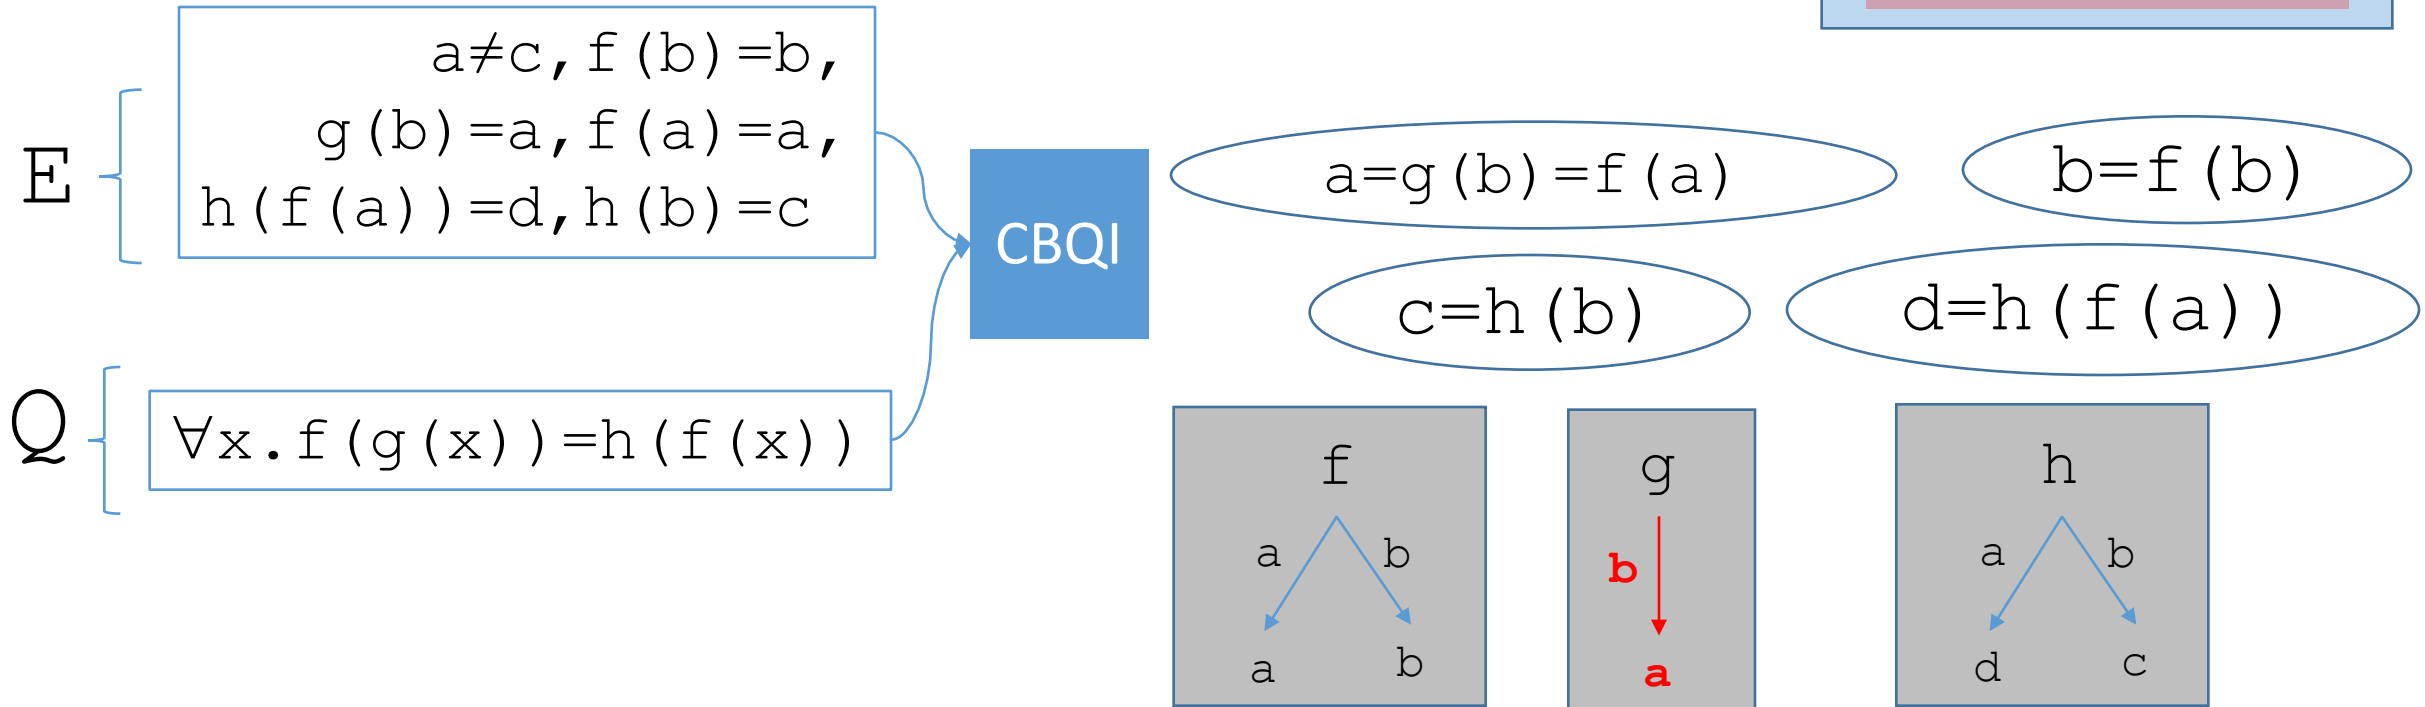 E
a≠c,f(b)=b,
g(b)=a,f(a)=a,
h(f(a))=d,h(b)=c
Q
∀x.f(g(x))=h(f(x))
CBQI
a=g(b)=f(a)
b=f(b)
c=h(b)
d=h(f(a))
f
a b
a b
g
b
a
h
a b
d c